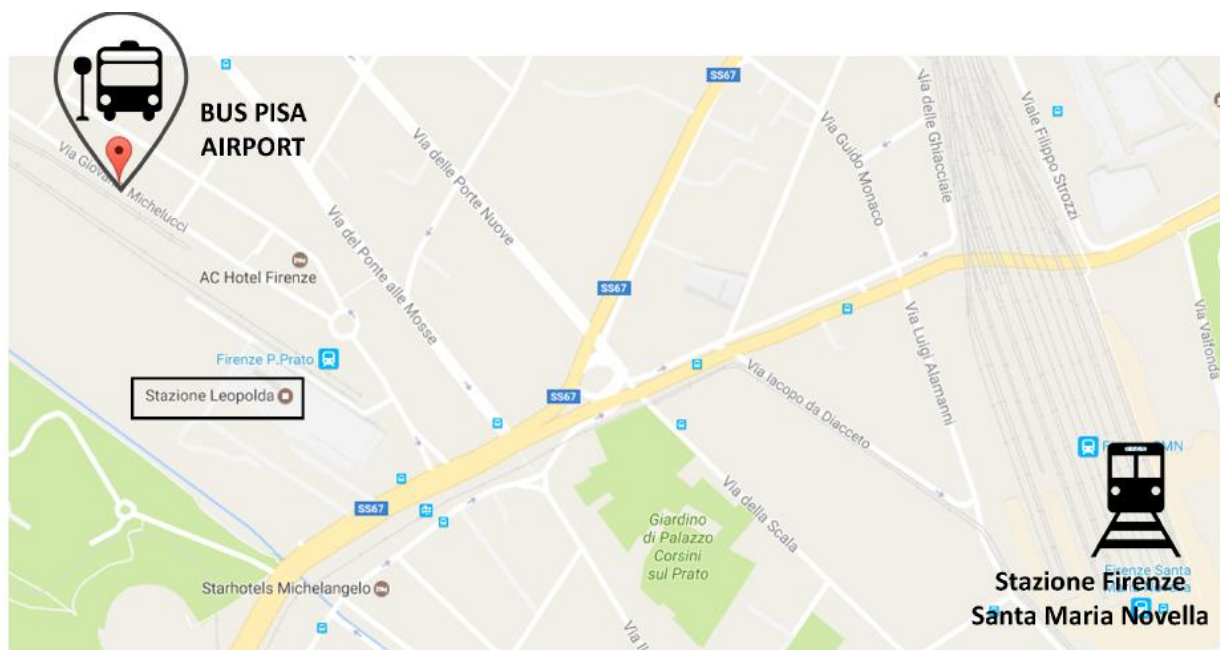 BUS PISA
AIRPORT
SS67
Via delle Ghiacciaie
Viale Filippo Strozzi
Via Guido Monaco
Via delle Porte Nuove
Via Giovanni Michelucci
Via del Ponte alle Mosse
AC Hotel Firenze
SS67
Via Luigi Alamanni
Via Valfonda
Firenze P.Prato
Stazione Leopolda
Via Iacopo da Diacceto
SS67
SS67
Via della Scala
Giardino
di Palazzo
Corsini
sul Prato
Starhotels Michelangelo
Firenze Santa
Stazione Firenze
Santa Maria Novella